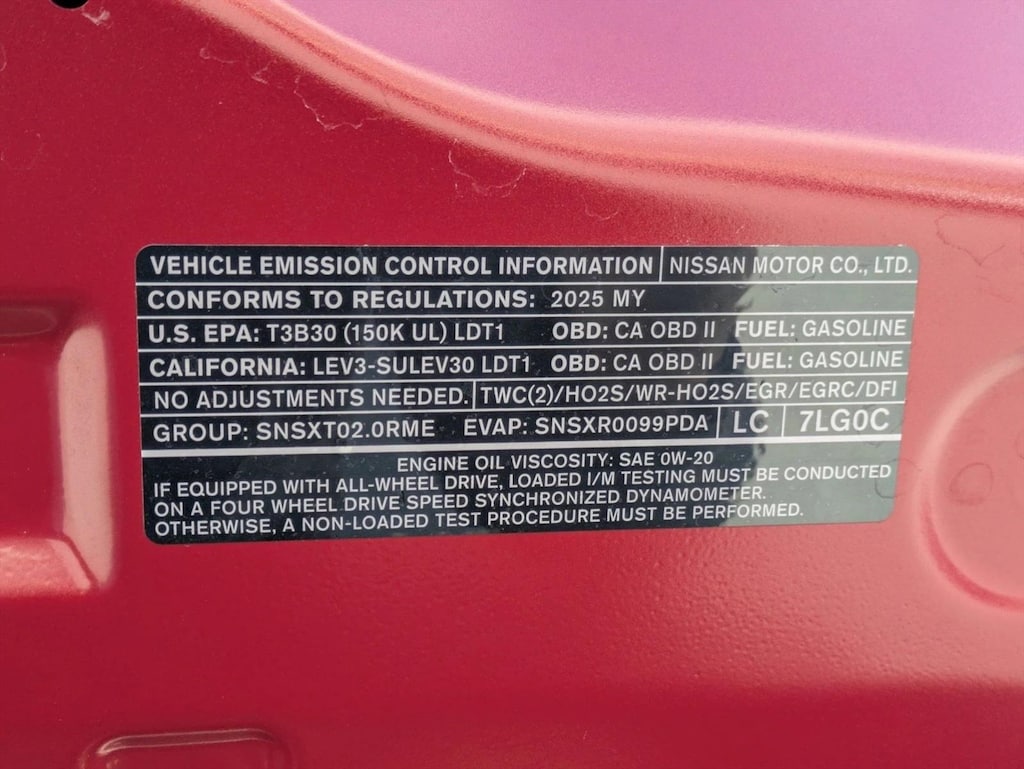 VEHICLE EMISSION CONTROL INFORMATION NISSAN MOTOR CO., LTD.
CONFORMS TO REGULATIONS: 2025 MY
U.S. EPA: T3B30 (150K UL) LDT1 OBD: CA OBD II FUEL: GASOLINE
CALIFORNIA: LEV3-SULEV30 LDT1 OBD: CA OBD II FUEL: GASOLINE
NO ADJUSTMENTS NEEDED. TWC(2)/HO2S/WR-HO2S/EGR/EGRC/DFI
GROUP: SNSXT02.0RME EVAP: SNSXR0099PDA LC 7LG0C
ENGINE OIL VISCOSITY: SAE 0W-20
IF EQUIPPED WITH ALL-WHEEL DRIVE, LOADED I/M TESTING MUST BE CONDUCTED
ON A FOUR WHEEL DRIVE SPEED SYNCHRONIZED DYNAMOMETER.
OTHERWISE, A NON-LOADED TEST PROCEDURE MUST BE PERFORMED.